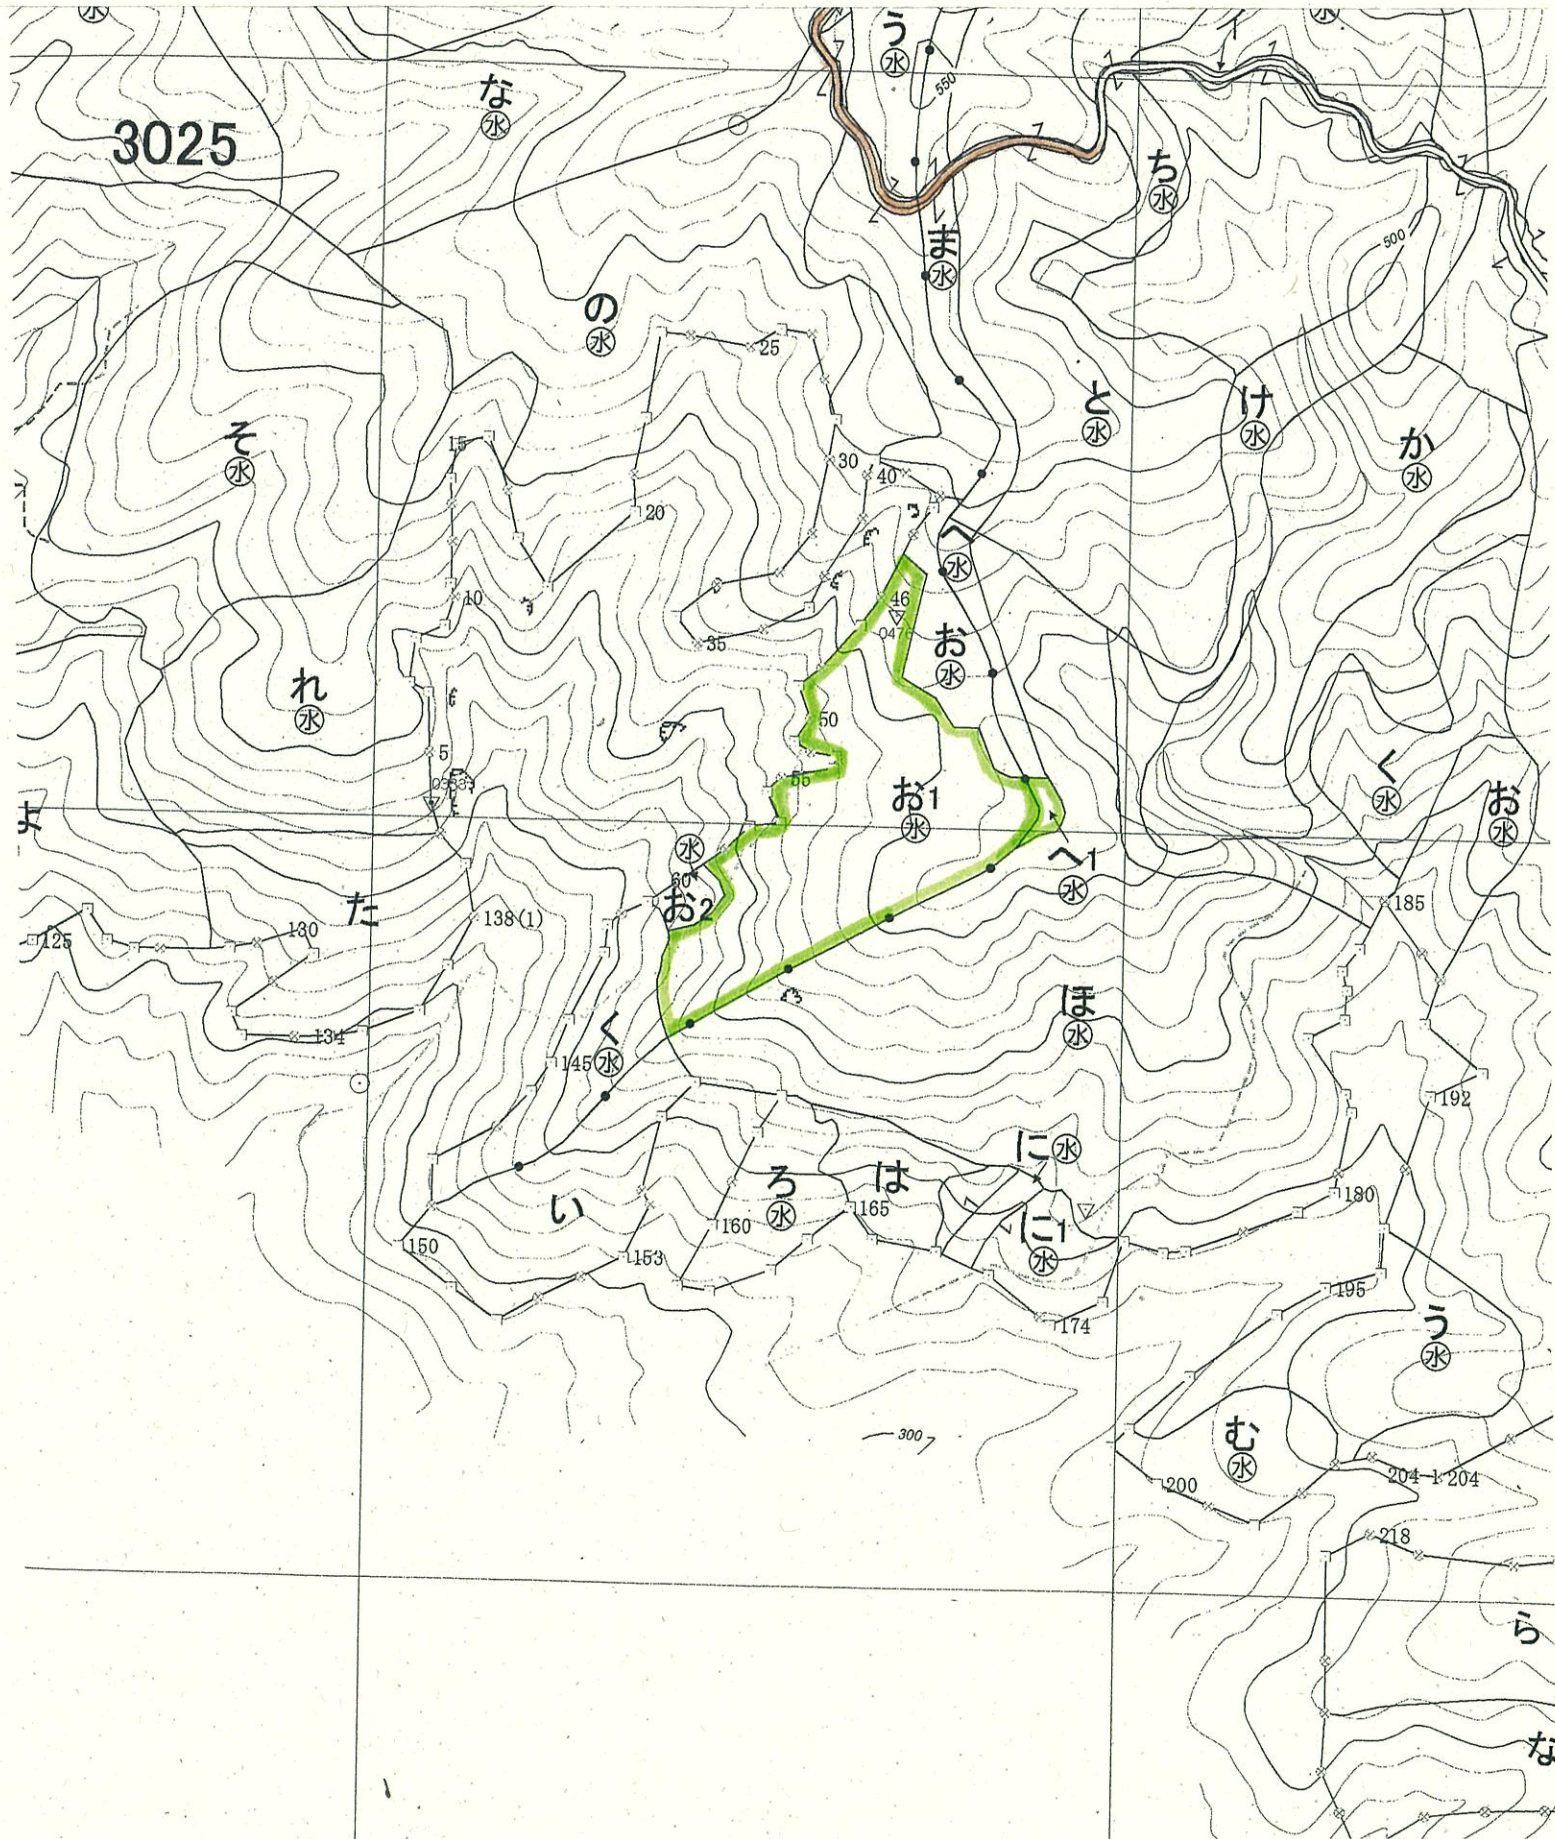 水
水
う
水
550
な
水
3025
ち
水
ま
水
500
の
水
25
と
水
け
水
か
水
そ
水
15
30
40
20
へ
水
10
46
0476
35
お
水
れ
水
50
5
く
水
55
お1
水
お
水
よ
水
へ1
水
60
お2
た
138(1)
185
130
125
134
ほ
水
く
145
水
192
に
水
は
ろ
水
い
165
180
160
に1
水
150
153
195
174
う
水
300
む
水
200
204-1
204
218
ら
な